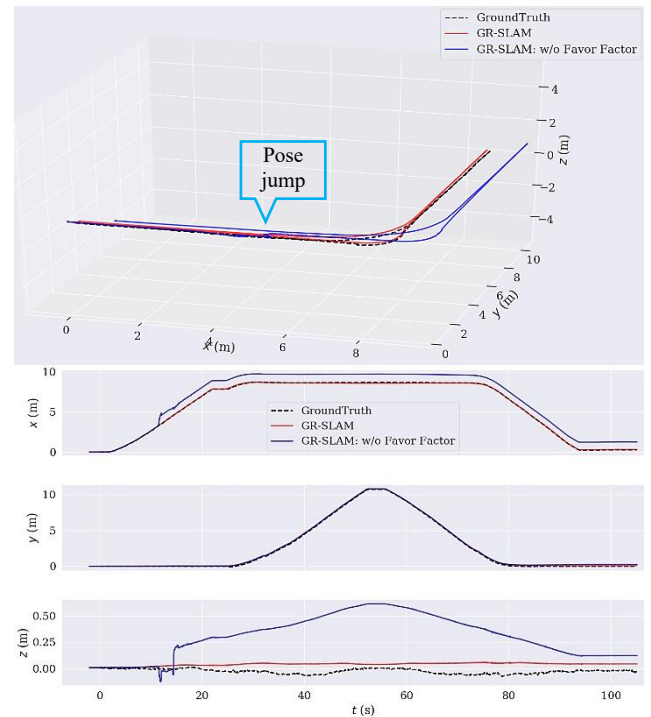 GroundTruth
GR-SLAM
GR-SLAM: w/o Favor Factor
Pose
jump
4
2
0
−2
−4
z (m)
10
8
6
4
2
0
y (m)
0
2
4
6
8
x (m)
10
5
0
x (m)
GroundTruth
GR-SLAM
GR-SLAM: w/o Favor Factor
10
5
0
y (m)
0.50
0.25
0.00
z (m)
0
20
40
60
80
100
t (s)